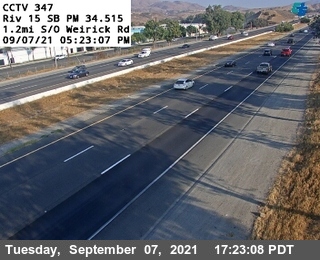 CCTV 347
Riv 15 SB PM 34.515
1.2mi S/O Weirick Rd
09/07/21 05:23:07 PM
Tuesday, September 07, 2021 17:23:08 PDT